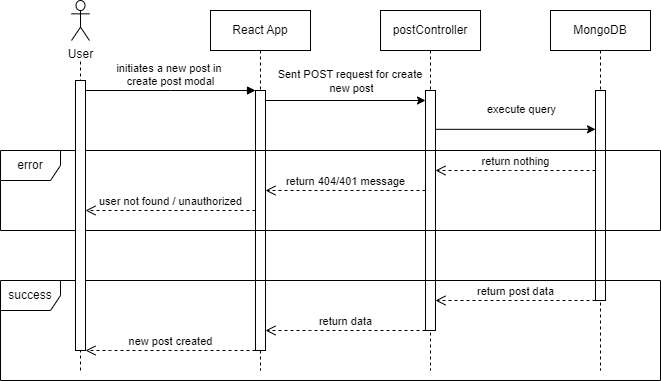 User
React App
postController
MongoDB
initiates a new post in
create post modal
Sent POST request for create
new post
execute query
error
return nothing
return 404/401 message
user not found / unauthorized
success
return post data
return data
new post created